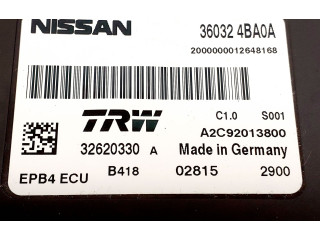 NISSAN 36032 4BA0A
2000000012648168
C1.0 S001
TRW A2C92013800
32620330 A Made in Germany
EPB4 ECU B418 02815 2900